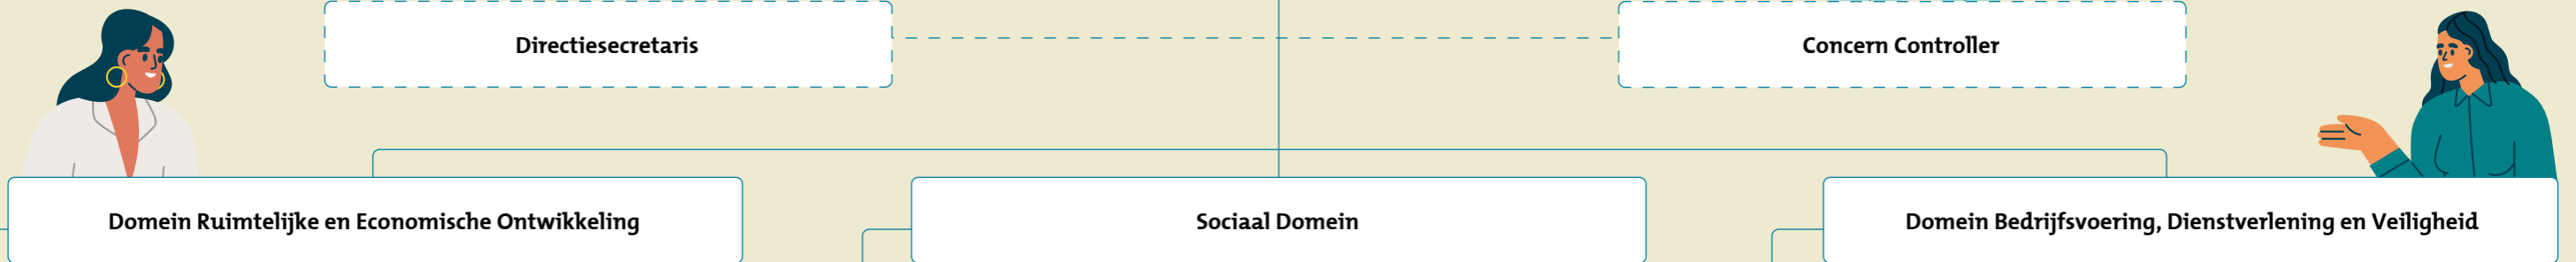 Directiesecretaris
Concern Controller
Domein Ruimtelijke en Economische Ontwikkeling
Sociaal Domein
Domein Bedrijfsvoering, Dienstverlening en Veiligheid